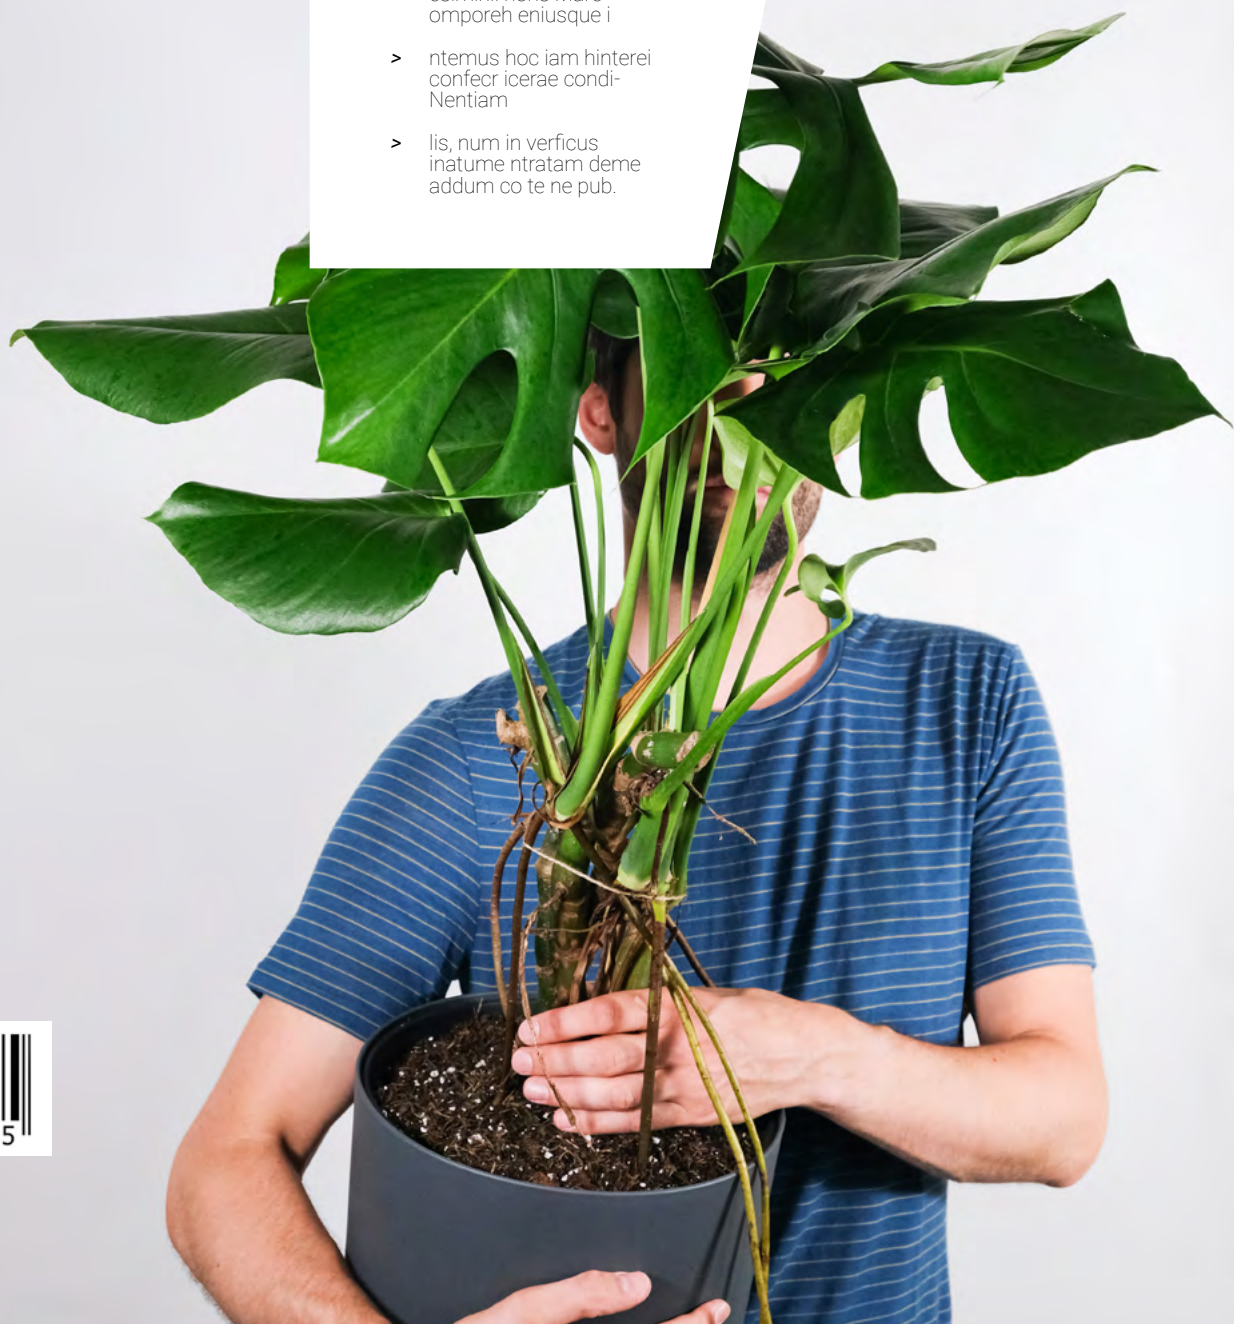 omporeh eniusque i
> ntemus hoc iam hinterei
confecr icerae condi-
Nentiam
> lis, num in verficus
inatume ntratam deme
addum co te ne pub.
5